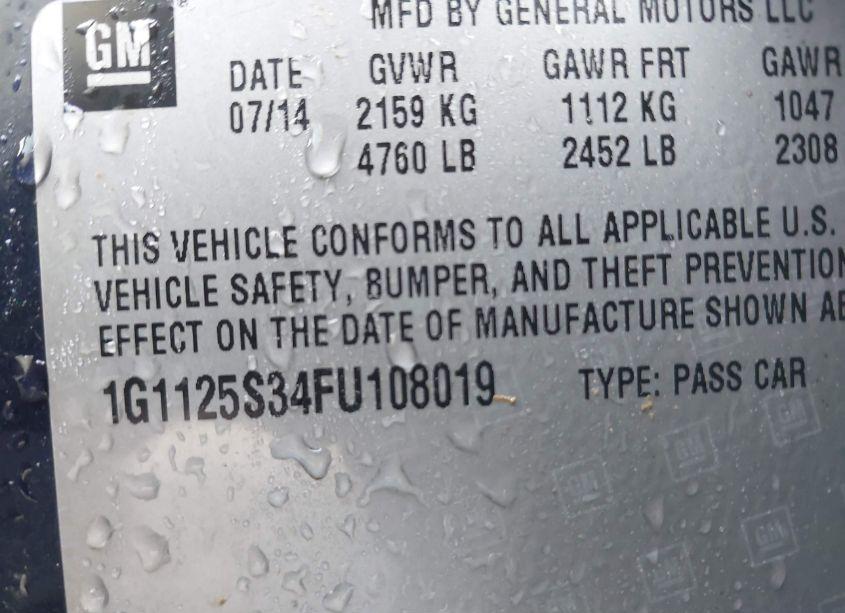 MFD BY GENERAL MOTORS LLC
GM
DATE GVWR GAWR FRT GAWR
07/14 2159 KG 1112 KG 1047
4760 LB 2452 LB 2308
THIS VEHICLE CONFORMS TO ALL APPLICABLE U.S.
VEHICLE SAFETY, BUMPER, AND THEFT PREVENTION
EFFECT ON THE DATE OF MANUFACTURE SHOWN AB
1G1125S34FU108019 TYPE: PASS CAR